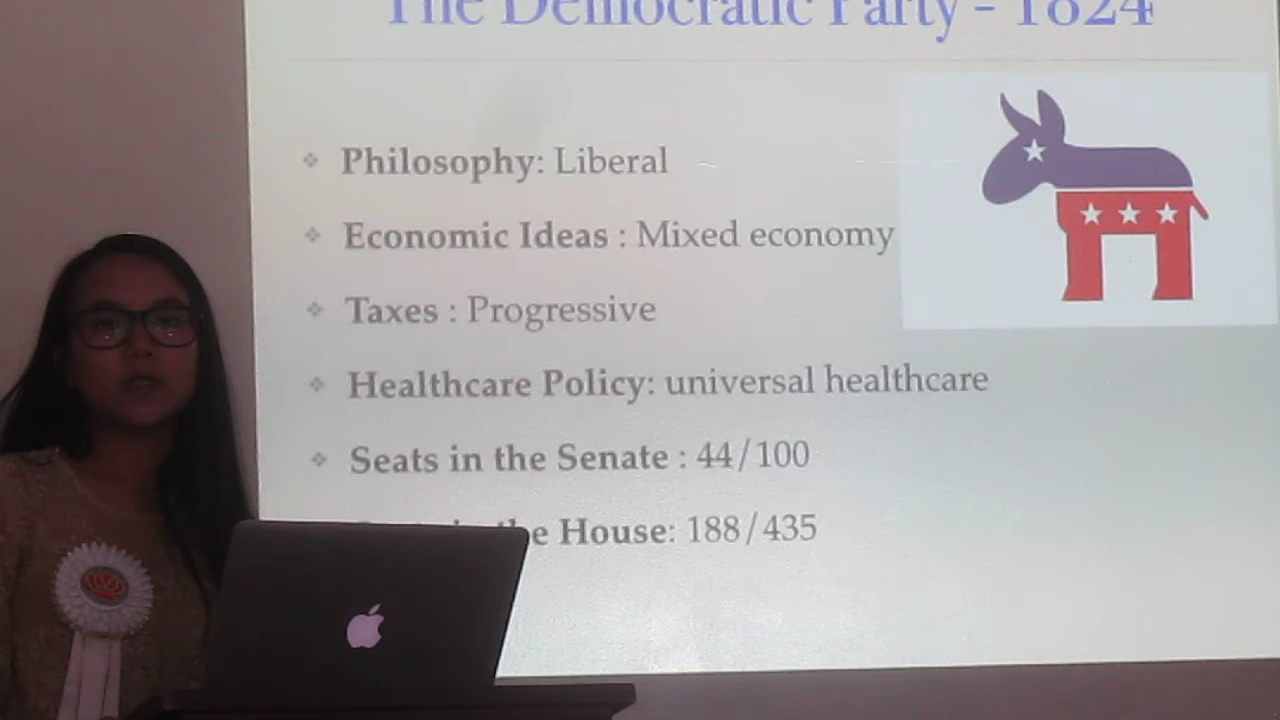 The Democratic Party - 1824
Philosophy: Liberal
Economic Ideas : Mixed economy
Taxes : Progressive
Healthcare Policy: universal healthcare
Seats in the Senate : 44/100
the House: 188/435